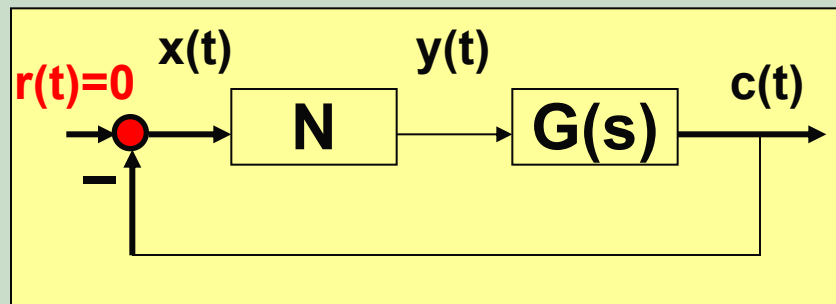 x(t)
y(t)
r(t)=0
c(t)
N
G(s)
−